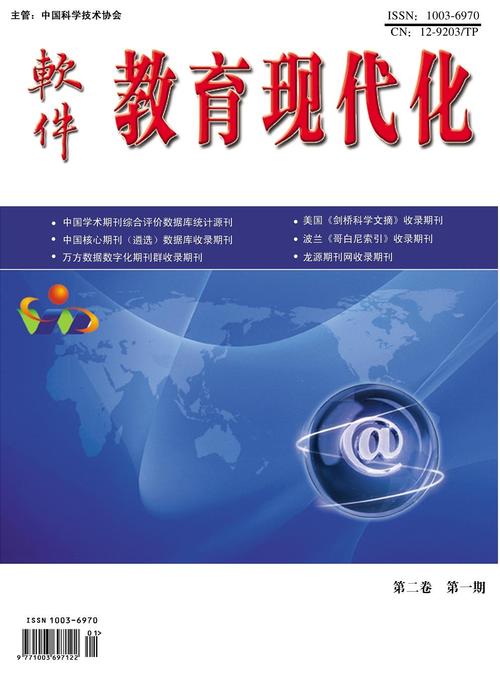 主管：中国科学技术协会
ISSN：1003-6970
CN：12-9203/TP
軟件
教育现代化
• 中国学术期刊综合评价数据库统计源刊
• 中国核心期刊（遴选）数据库收录期刊
• 万方数据数字化期刊群收录期刊
• 美国《剑桥科学文摘》收录期刊
• 波兰《哥白尼索引》收录期刊
• 龙源期刊网收录期刊
@
第二卷 第一期
ISSN 1003-6970
01>
9 771003 697122